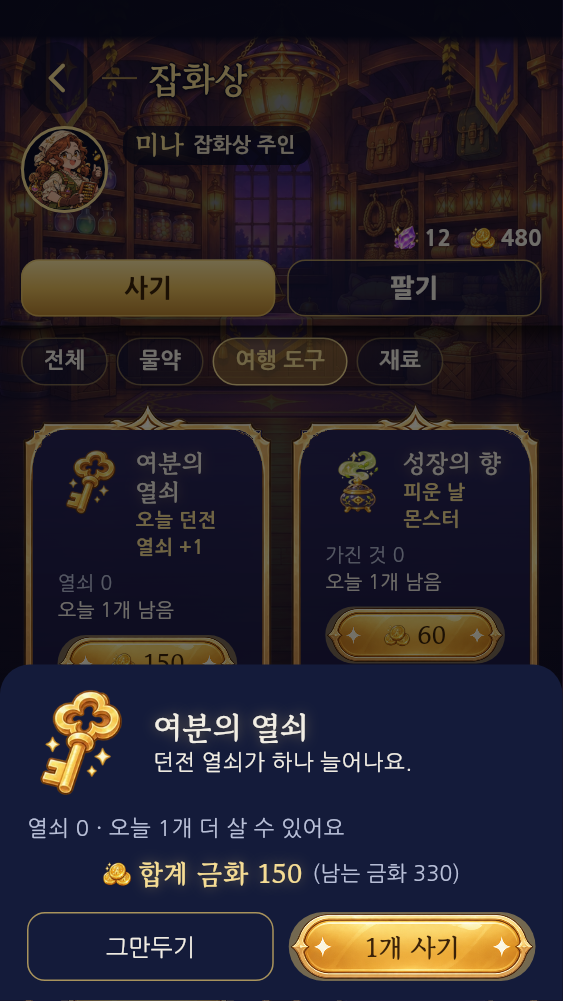 잡화상
미나 잡화상 주인
12 480
사기 팔기
전체 물약 여행 도구 재료
여분의
열쇠
오늘 던전
열쇠 +1
열쇠 0
오늘 1개 남음
150
성장의 향
피운 날
몬스터
가진 것 0
오늘 1개 남음
60
여분의 열쇠
던전 열쇠가 하나 늘어나요.
열쇠 0 · 오늘 1개 더 살 수 있어요
합계 금화 150 (남는 금화 330)
그만두기 1개 사기